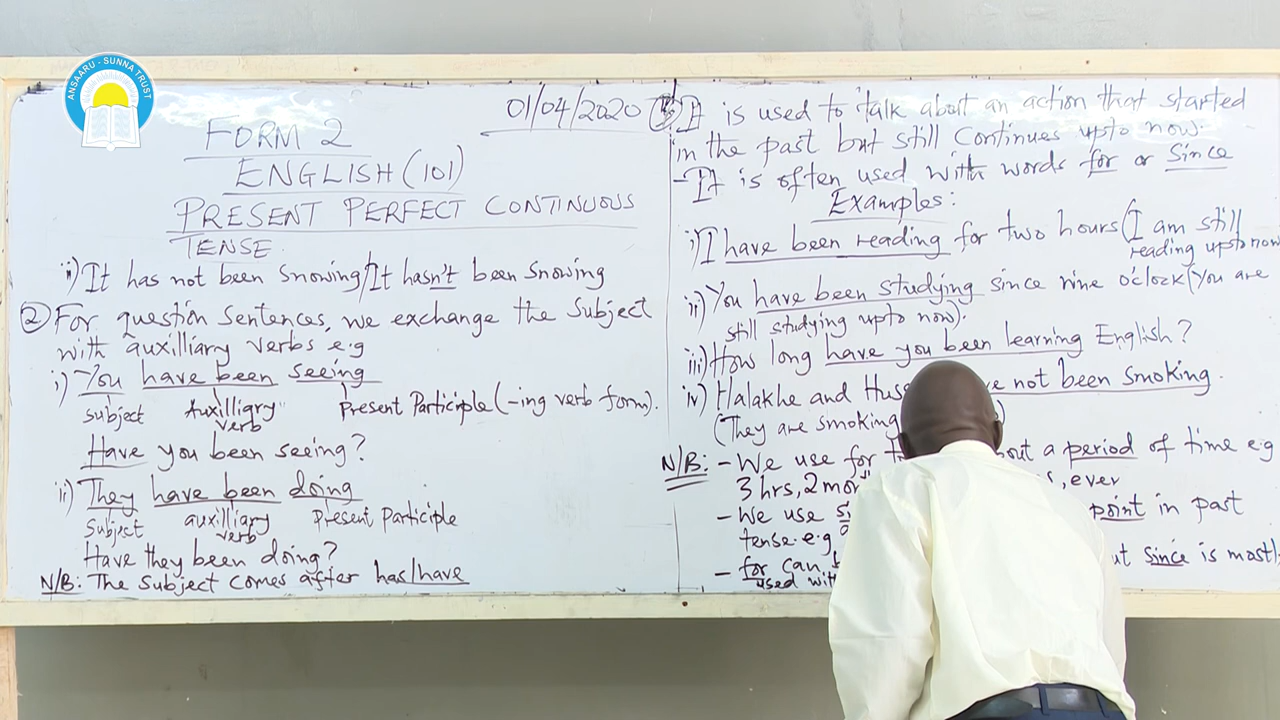 ANSAARU - SUNNA TRUST
01/04/2020
FORM 2
ENGLISH (101)
PRESENT PERFECT CONTINUOUS
TENSE.
ii) It has not been snowing/It hasn't been snowing
② For question sentences, we exchange the subject
with auxilliary verbs e.g
i) You have been seeing
subject Auxilliary verb Present Participle (-ing verb form).
Have you been seeing?
ii) They have been doing
Subject auxilliary verb Present Participle
Have they been doing?
N/B: The subject comes after has/have
③ It is used to talk about an action that started
in the past but still continues upto now.
- It is often used with words for or since
Examples:
i) I have been reading for two hours (I am still
reading upto now
ii) You have been studying since nine o'clock (You are
still studying upto now).
iii) How long have you been learning English?
iv) Halakhe and not been smoking.
(They are smoking )
N/B: - We use for a period of time e.g
3 hrs, 2 , ever
- We use point in past
tense. e.g
- for can, since is
used